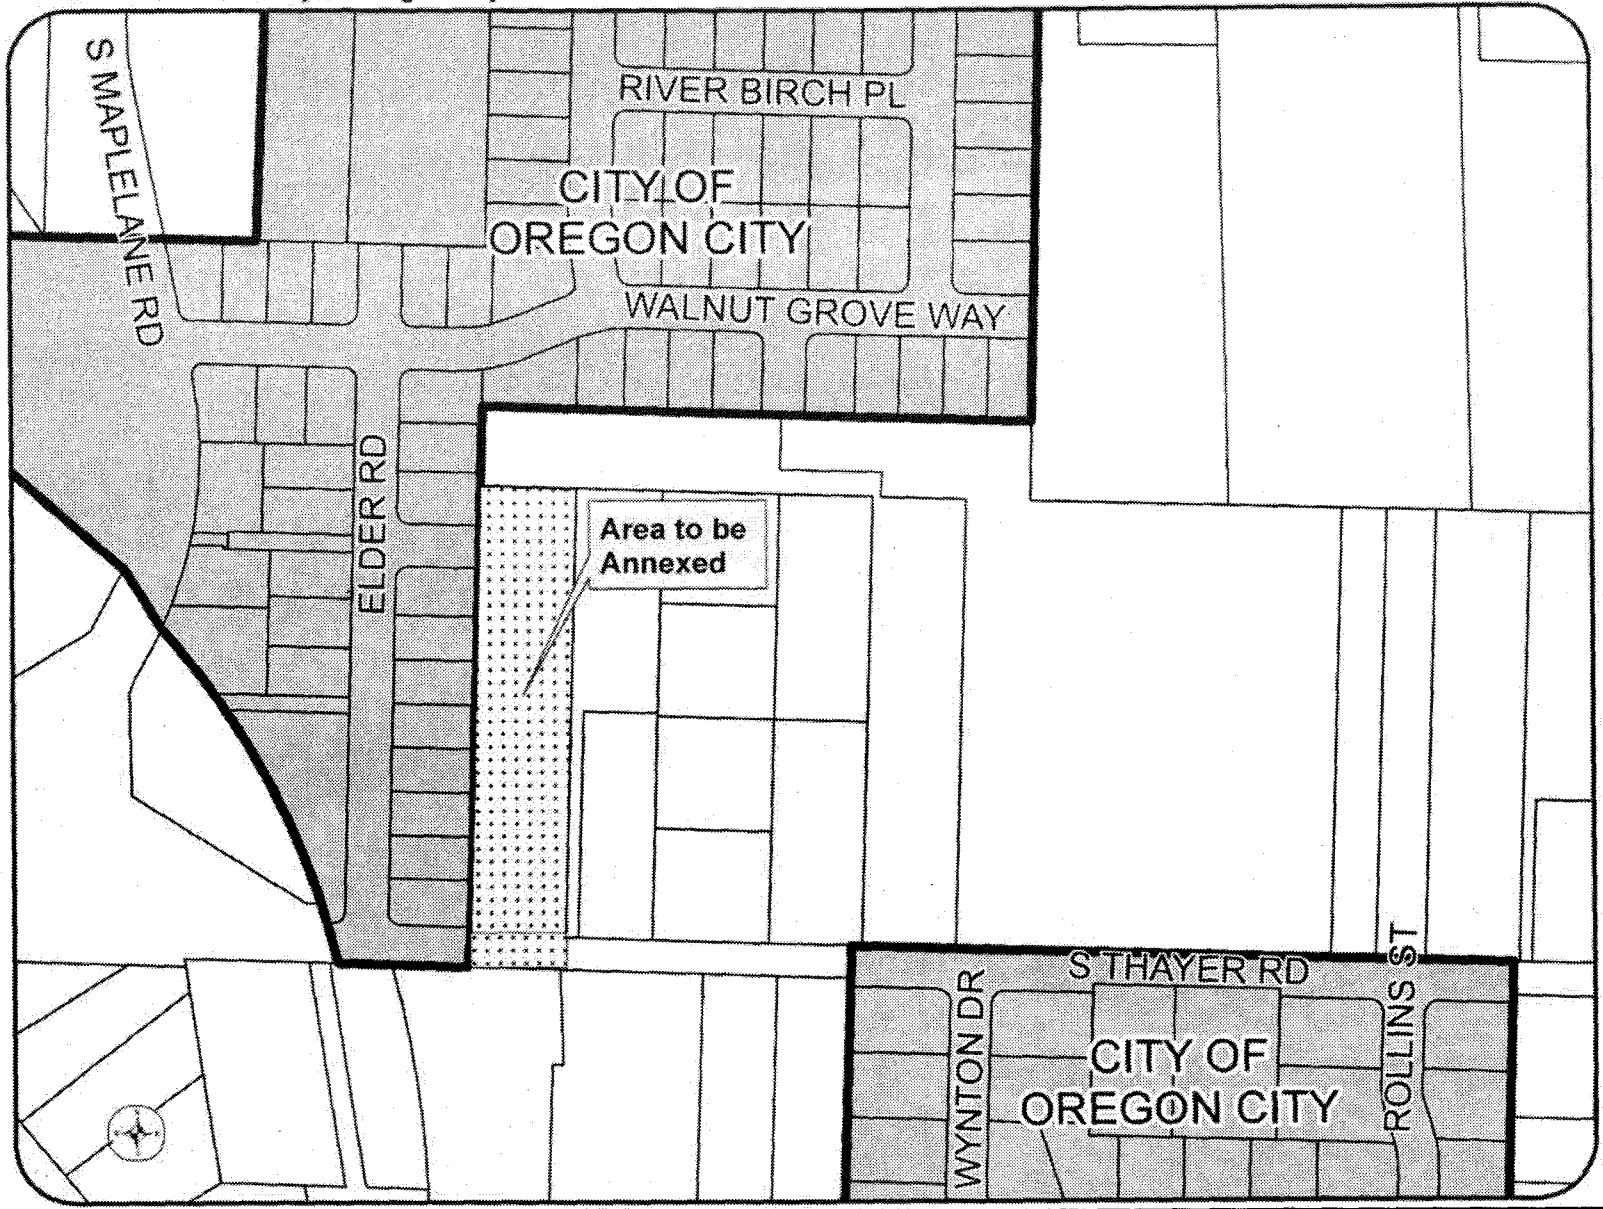 S MAPLELANE RD
RIVER BIRCH PL
CITY OF
OREGON CITY
WALNUT GROVE WAY
ELDER RD
Area to be
Annexed
S THAYER RD
WYNTON DR
ROLLINS ST
CITY OF
OREGON CITY